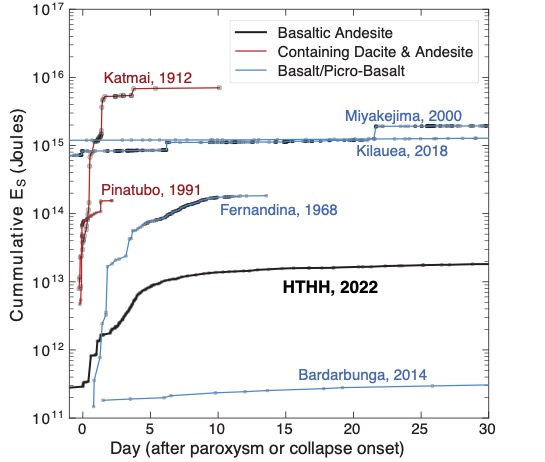 10^17
Basaltic Andesite
Containing Dacite & Andesite
Basalt/Picro-Basalt
Katmai, 1912
10^16
Miyakejima, 2000
10^15
Kilauea, 2018
Pinatubo, 1991
10^14
Fernandina, 1968
10^13
HTHH, 2022
10^12
Bardarbunga, 2014
10^11
Cummulative E_S (Joules)
0 5 10 15 20 25 30
Day (after paroxysm or collapse onset)